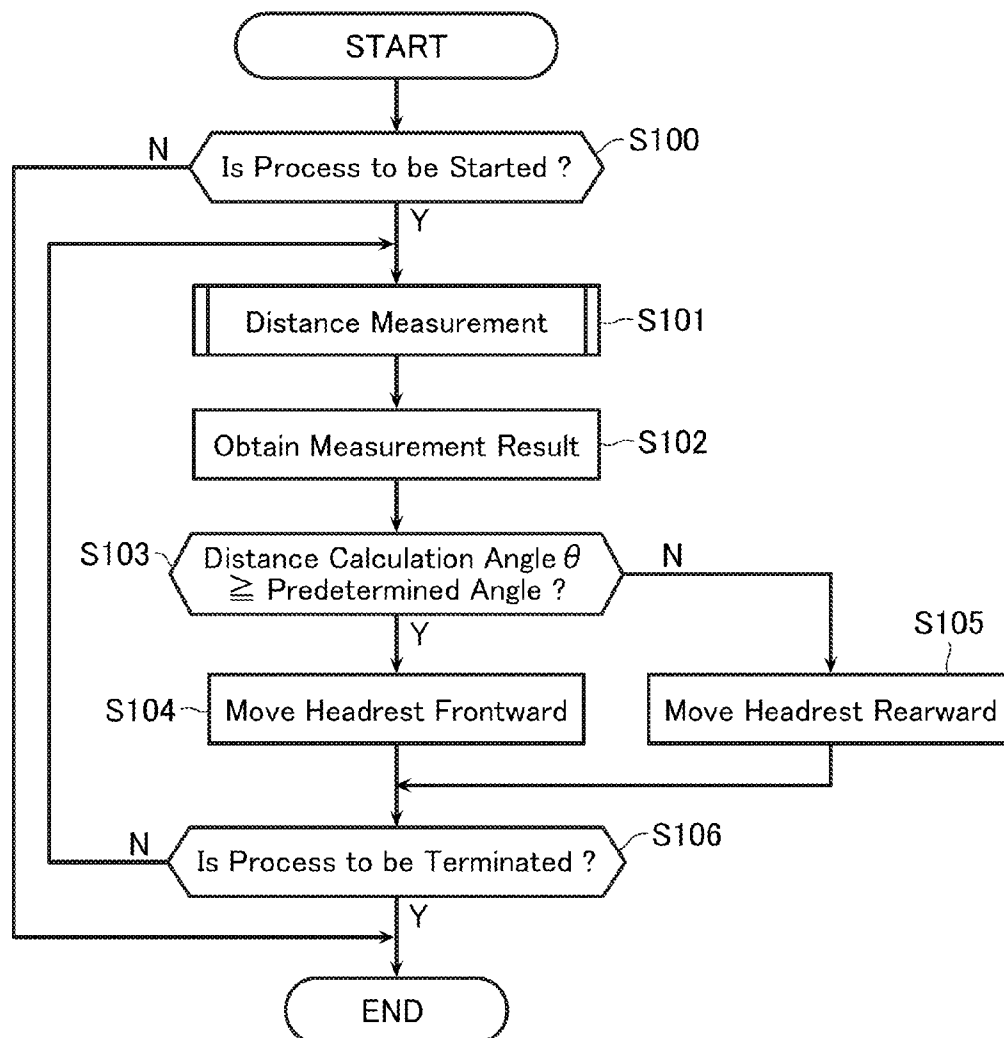 START
S100
N
Is Process to be Started ?
Y
Distance Measurement
S101
Obtain Measurement Result
S102
S103
Distance Calculation Angle θ
≧ Predetermined Angle ?
N
Y
S105
S104
Move Headrest Frontward
Move Headrest Rearward
S106
N
Is Process to be Terminated ?
Y
END